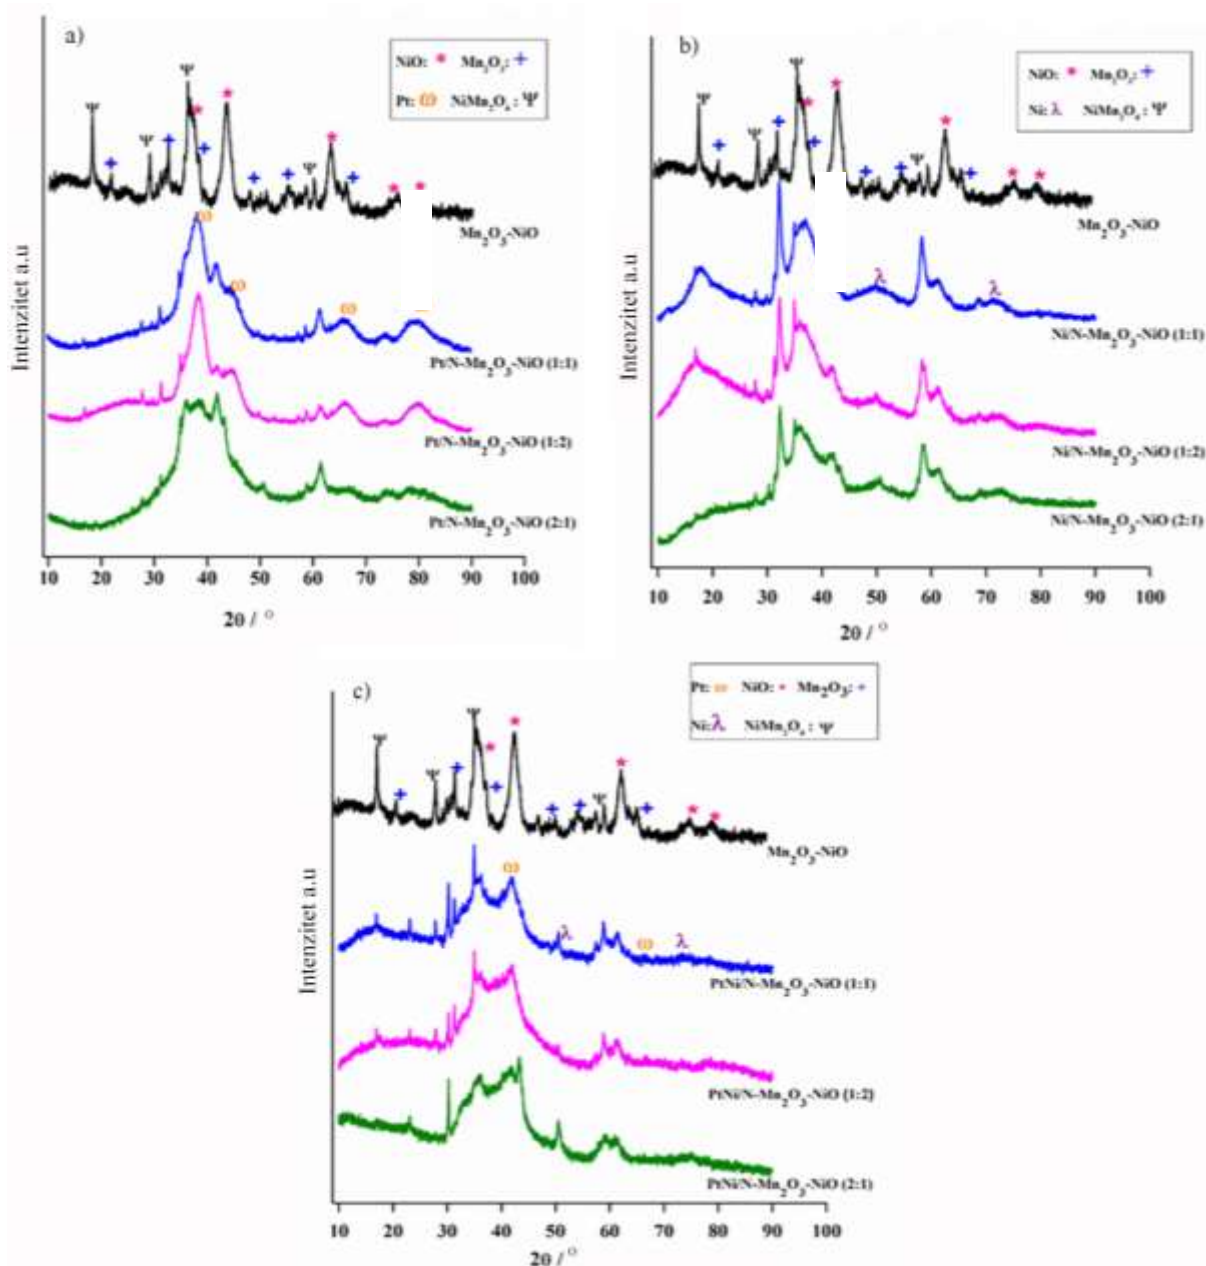 a)
NiO: * Mn2O3: +
Pt: ω NiMn2O4: Ψ
Ψ Ψ Ψ Ψ
ω ω ω
Mn2O3-NiO
Pt/N-Mn2O3-NiO (1:1)
Pt/N-Mn2O3-NiO (1:2)
Pt/N-Mn2O3-NiO (2:1)
Intenzitet a.u
10 20 30 40 50 60 70 80 90 100
2θ / °
b)
NiO: * Mn2O3: +
Ni: λ NiMn2O4: Ψ
Ψ Ψ Ψ Ψ
Mn2O3-NiO
λ λ
Ni/N-Mn2O3-NiO (1:1)
Ni/N-Mn2O3-NiO (1:2)
Ni/N-Mn2O3-NiO (2:1)
Intenzitet a.u
10 20 30 40 50 60 70 80 90 100
2θ / °
c)
Pt: ω NiO: * Mn2O3: +
Ni: λ NiMn2O4: Ψ
Ψ Ψ Ψ Ψ
Mn2O3-NiO
ω λ ω λ
PtNi/N-Mn2O3-NiO (1:1)
PtNi/N-Mn2O3-NiO (1:2)
PtNi/N-Mn2O3-NiO (2:1)
Intenzitet a.u
10 20 30 40 50 60 70 80 90 100
2θ / °